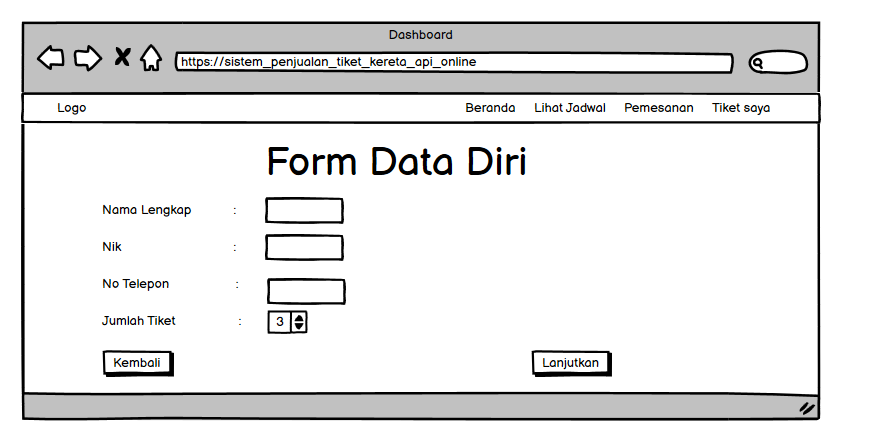 Dashboard
https://sistem_penjualan_tiket_kereta_api_online
Logo Beranda Lihat Jadwal Pemesanan Tiket saya
Form Data Diri
Nama Lengkap :
Nik :
No Telepon :
Jumlah Tiket : 3
Kembali Lanjutkan